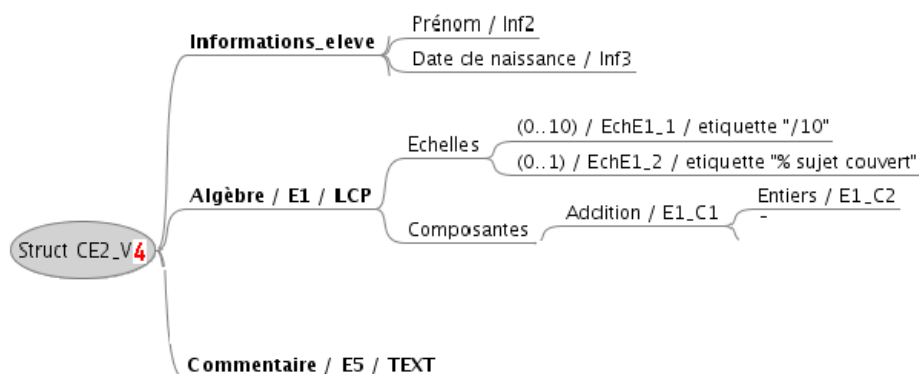 Prénom / Inf2
Informations_eleve
Date de naissance / Inf3
(0..10) / EchE1_1 / etiquette "/10"
Echelles
(0..1) / EchE1_2 / etiquette "% sujet couvert"
Algèbre / E1 / LCP
Entiers / E1_C2
Addition / E1_C1
-
Composantes
Struct CE2_V4
Commentaire / E5 / TEXT